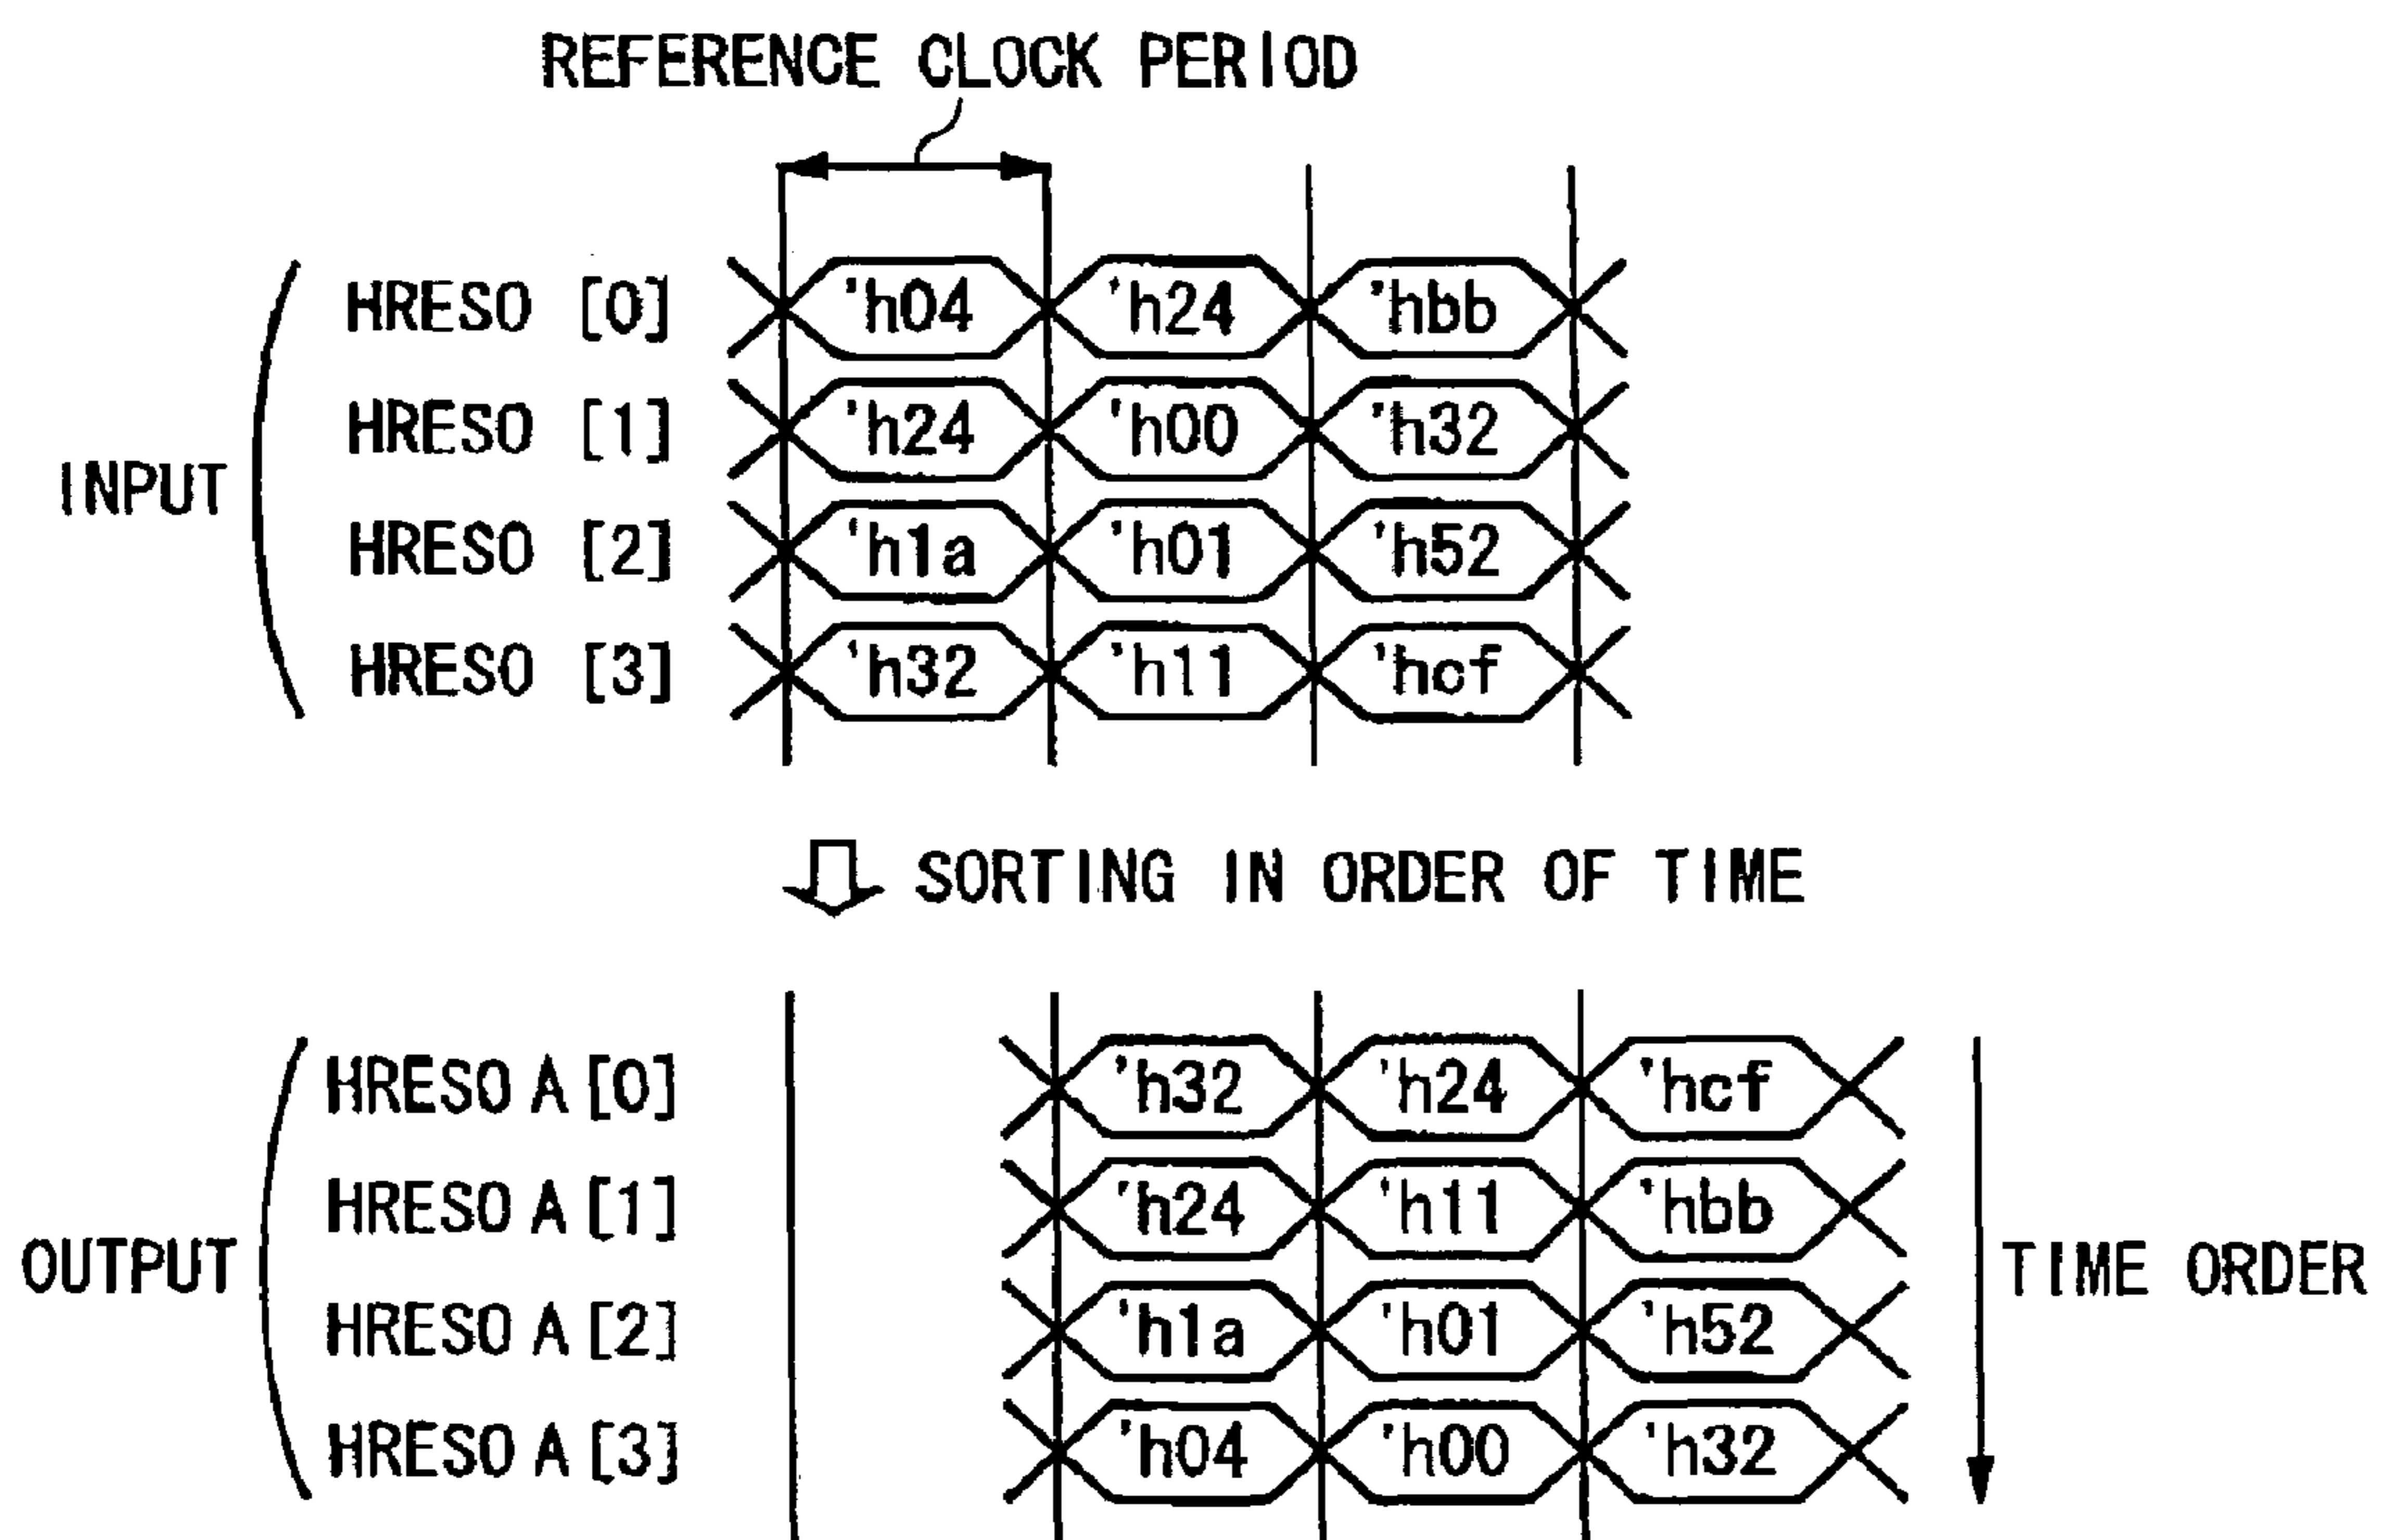 REFERENCE CLOCK PERIOD
HRESO [0] 'h04 'h24 'hbb
HRESO [1] 'h24 'h00 'h32
INPUT
HRESO [2] 'h1a 'h01 'h52
HRESO [3] 'h32 'h11 'hcf
SORTING IN ORDER OF TIME
HRESO A [0] 'h32 'h24 'hcf
HRESO A [1] 'h24 'h11 'hbb
OUTPUT
TIME ORDER
HRESO A [2] 'h1a 'h01 'h52
HRESO A [3] 'h04 'h00 'h32